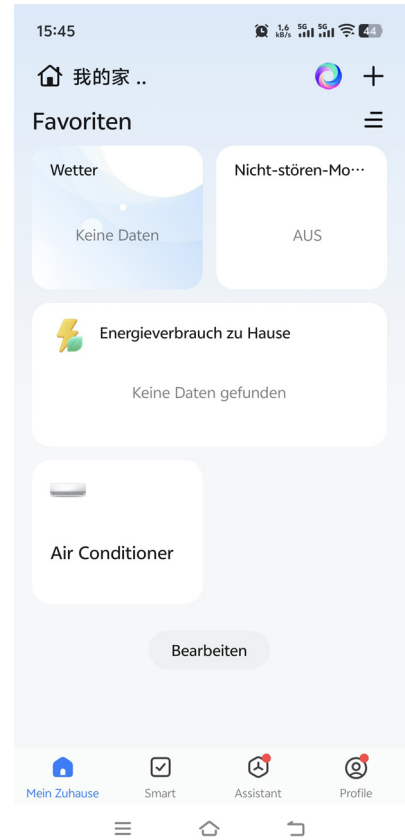 15:45
1,6 kB/s 5G 5G 44
我的家 ..
Favoriten
Wetter
Keine Daten
Nicht-stören-Mo···
AUS
Energieverbrauch zu Hause
Keine Daten gefunden
Air Conditioner
Bearbeiten
Mein Zuhause
Smart
Assistant
Profile